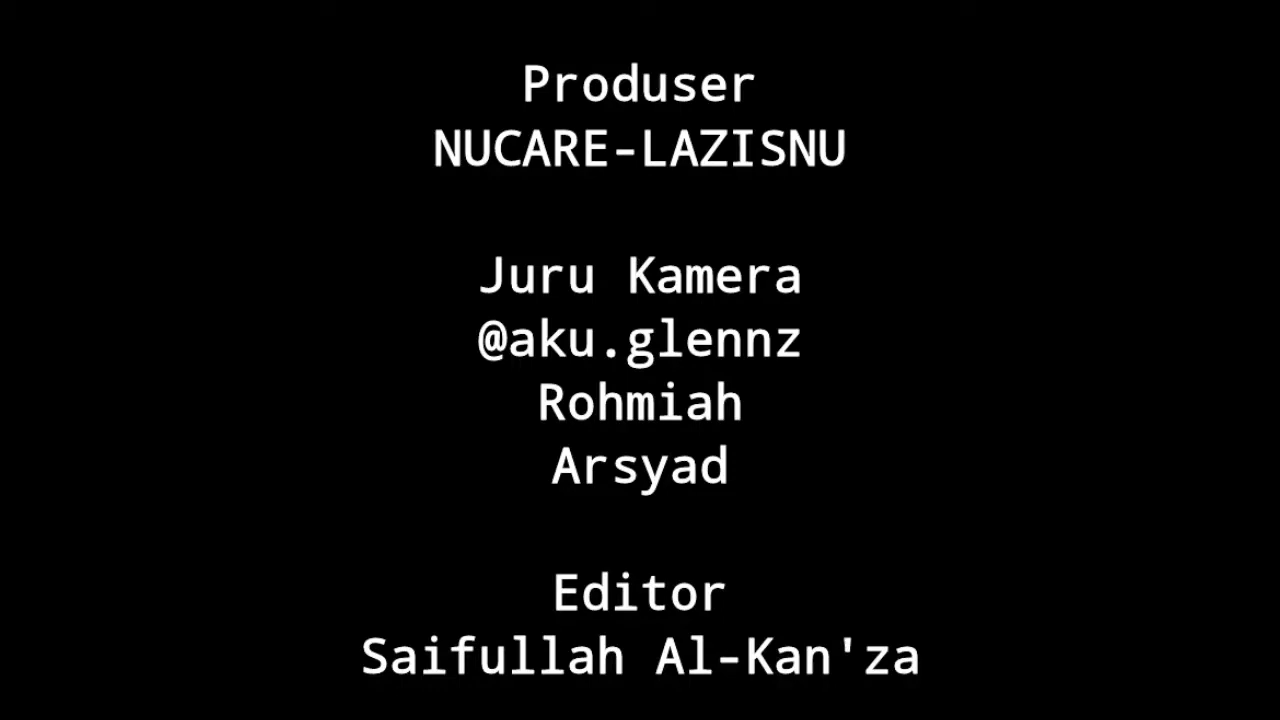 Produser
NUCARE-LAZISNU
Juru Kamera
@aku.glennz
Rohmiah
Arsyad
Editor
Saifullah Al-Kan'za